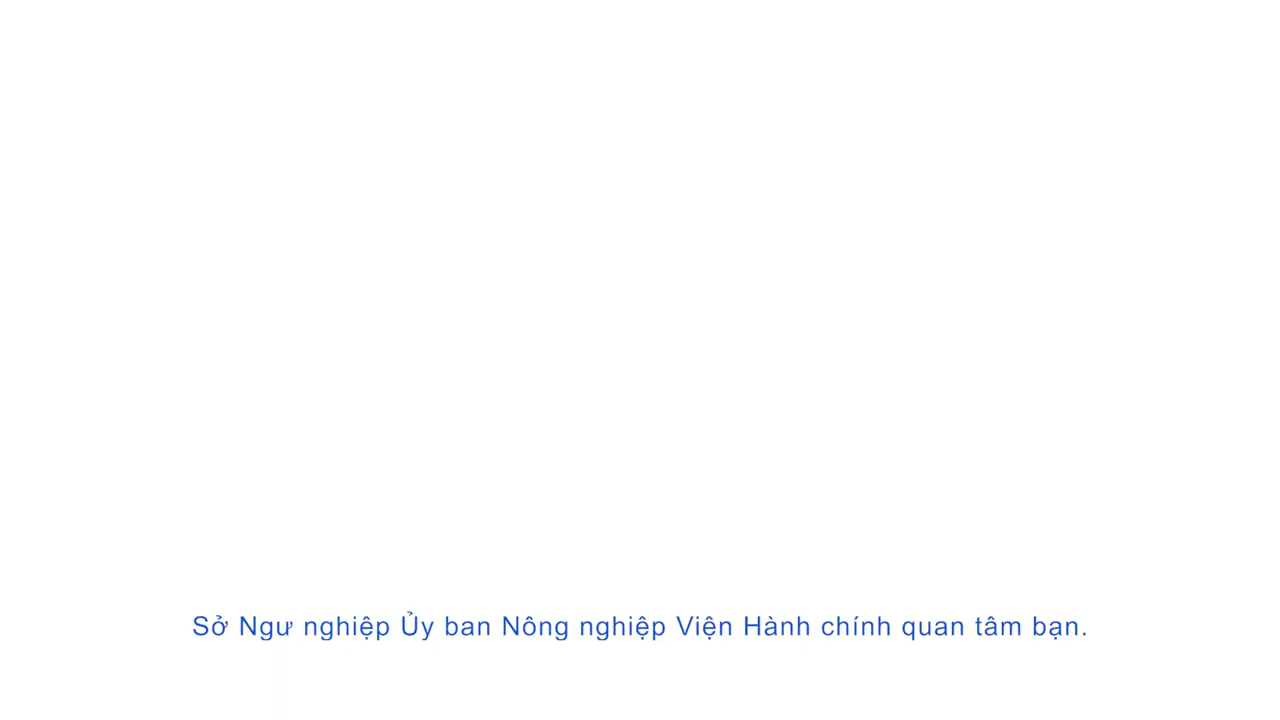 Sở Ngư nghiệp Ủy ban Nông nghiệp Viện Hành chính quan tâm bạn.